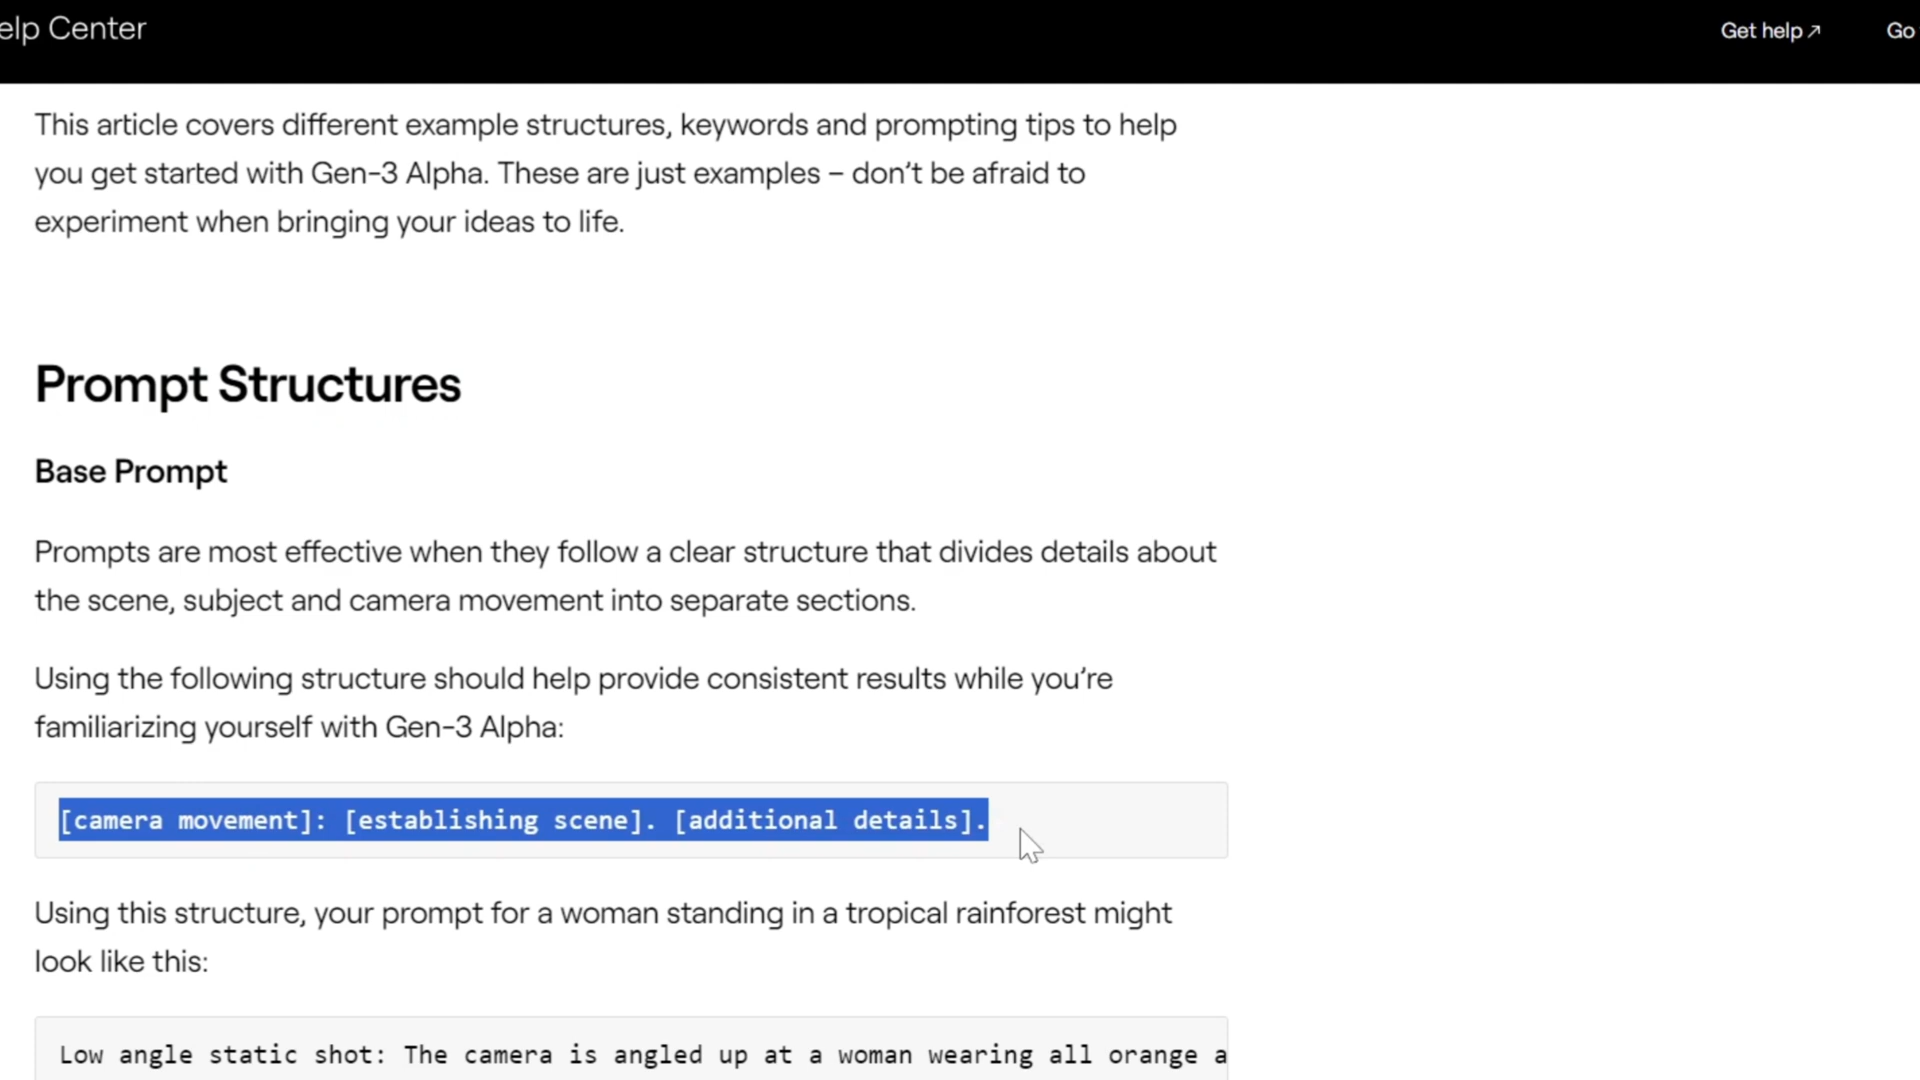 elp Center
Get help ↗
Go
This article covers different example structures, keywords and prompting tips to help
you get started with Gen-3 Alpha. These are just examples – don’t be afraid to
experiment when bringing your ideas to life.
Prompt Structures
Base Prompt
Prompts are most effective when they follow a clear structure that divides details about
the scene, subject and camera movement into separate sections.
Using the following structure should help provide consistent results while you’re
familiarizing yourself with Gen-3 Alpha:
[camera movement]: [establishing scene]. [additional details].
Using this structure, your prompt for a woman standing in a tropical rainforest might
look like this:
Low angle static shot: The camera is angled up at a woman wearing all orange a